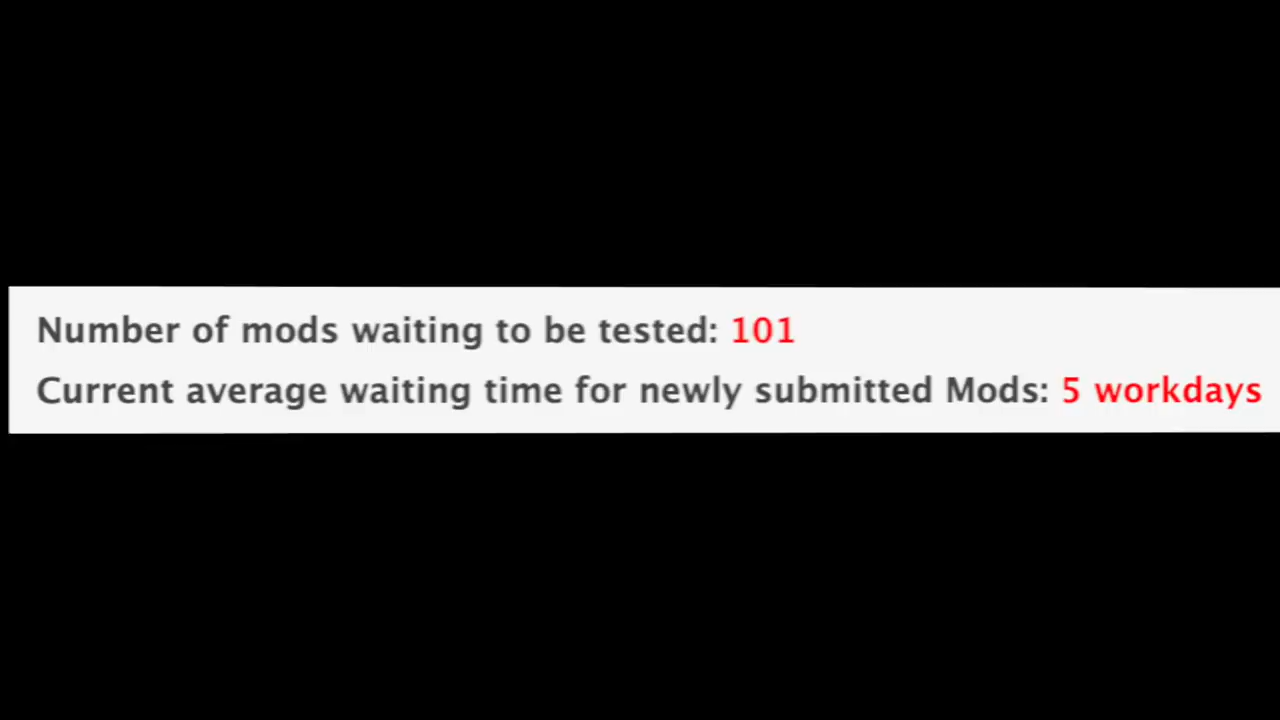 Number of mods waiting to be tested: 101
Current average waiting time for newly submitted Mods: 5 workdays